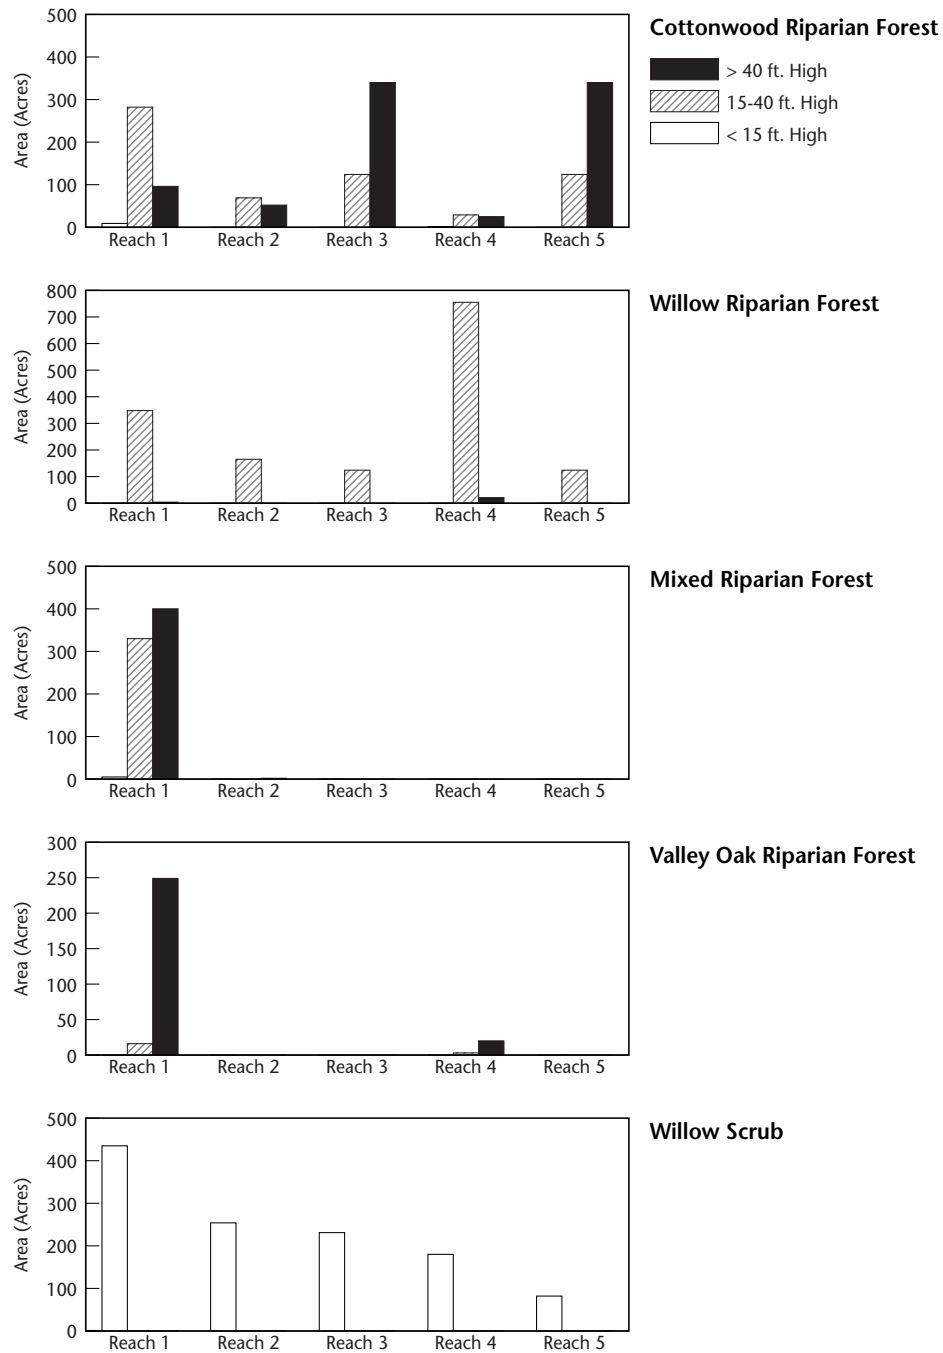 Cottonwood Riparian Forest
> 40 ft. High
15-40 ft. High
< 15 ft. High
Area (Acres)
500
400
300
200
100
0
Reach 1 Reach 2 Reach 3 Reach 4 Reach 5
Willow Riparian Forest
Area (Acres)
800
700
600
500
400
300
200
100
0
Reach 1 Reach 2 Reach 3 Reach 4 Reach 5
Mixed Riparian Forest
Area (Acres)
500
400
300
200
100
0
Reach 1 Reach 2 Reach 3 Reach 4 Reach 5
Valley Oak Riparian Forest
Area (Acres)
300
250
200
150
100
50
0
Reach 1 Reach 2 Reach 3 Reach 4 Reach 5
Willow Scrub
Area (Acres)
500
400
300
200
100
0
Reach 1 Reach 2 Reach 3 Reach 4 Reach 5